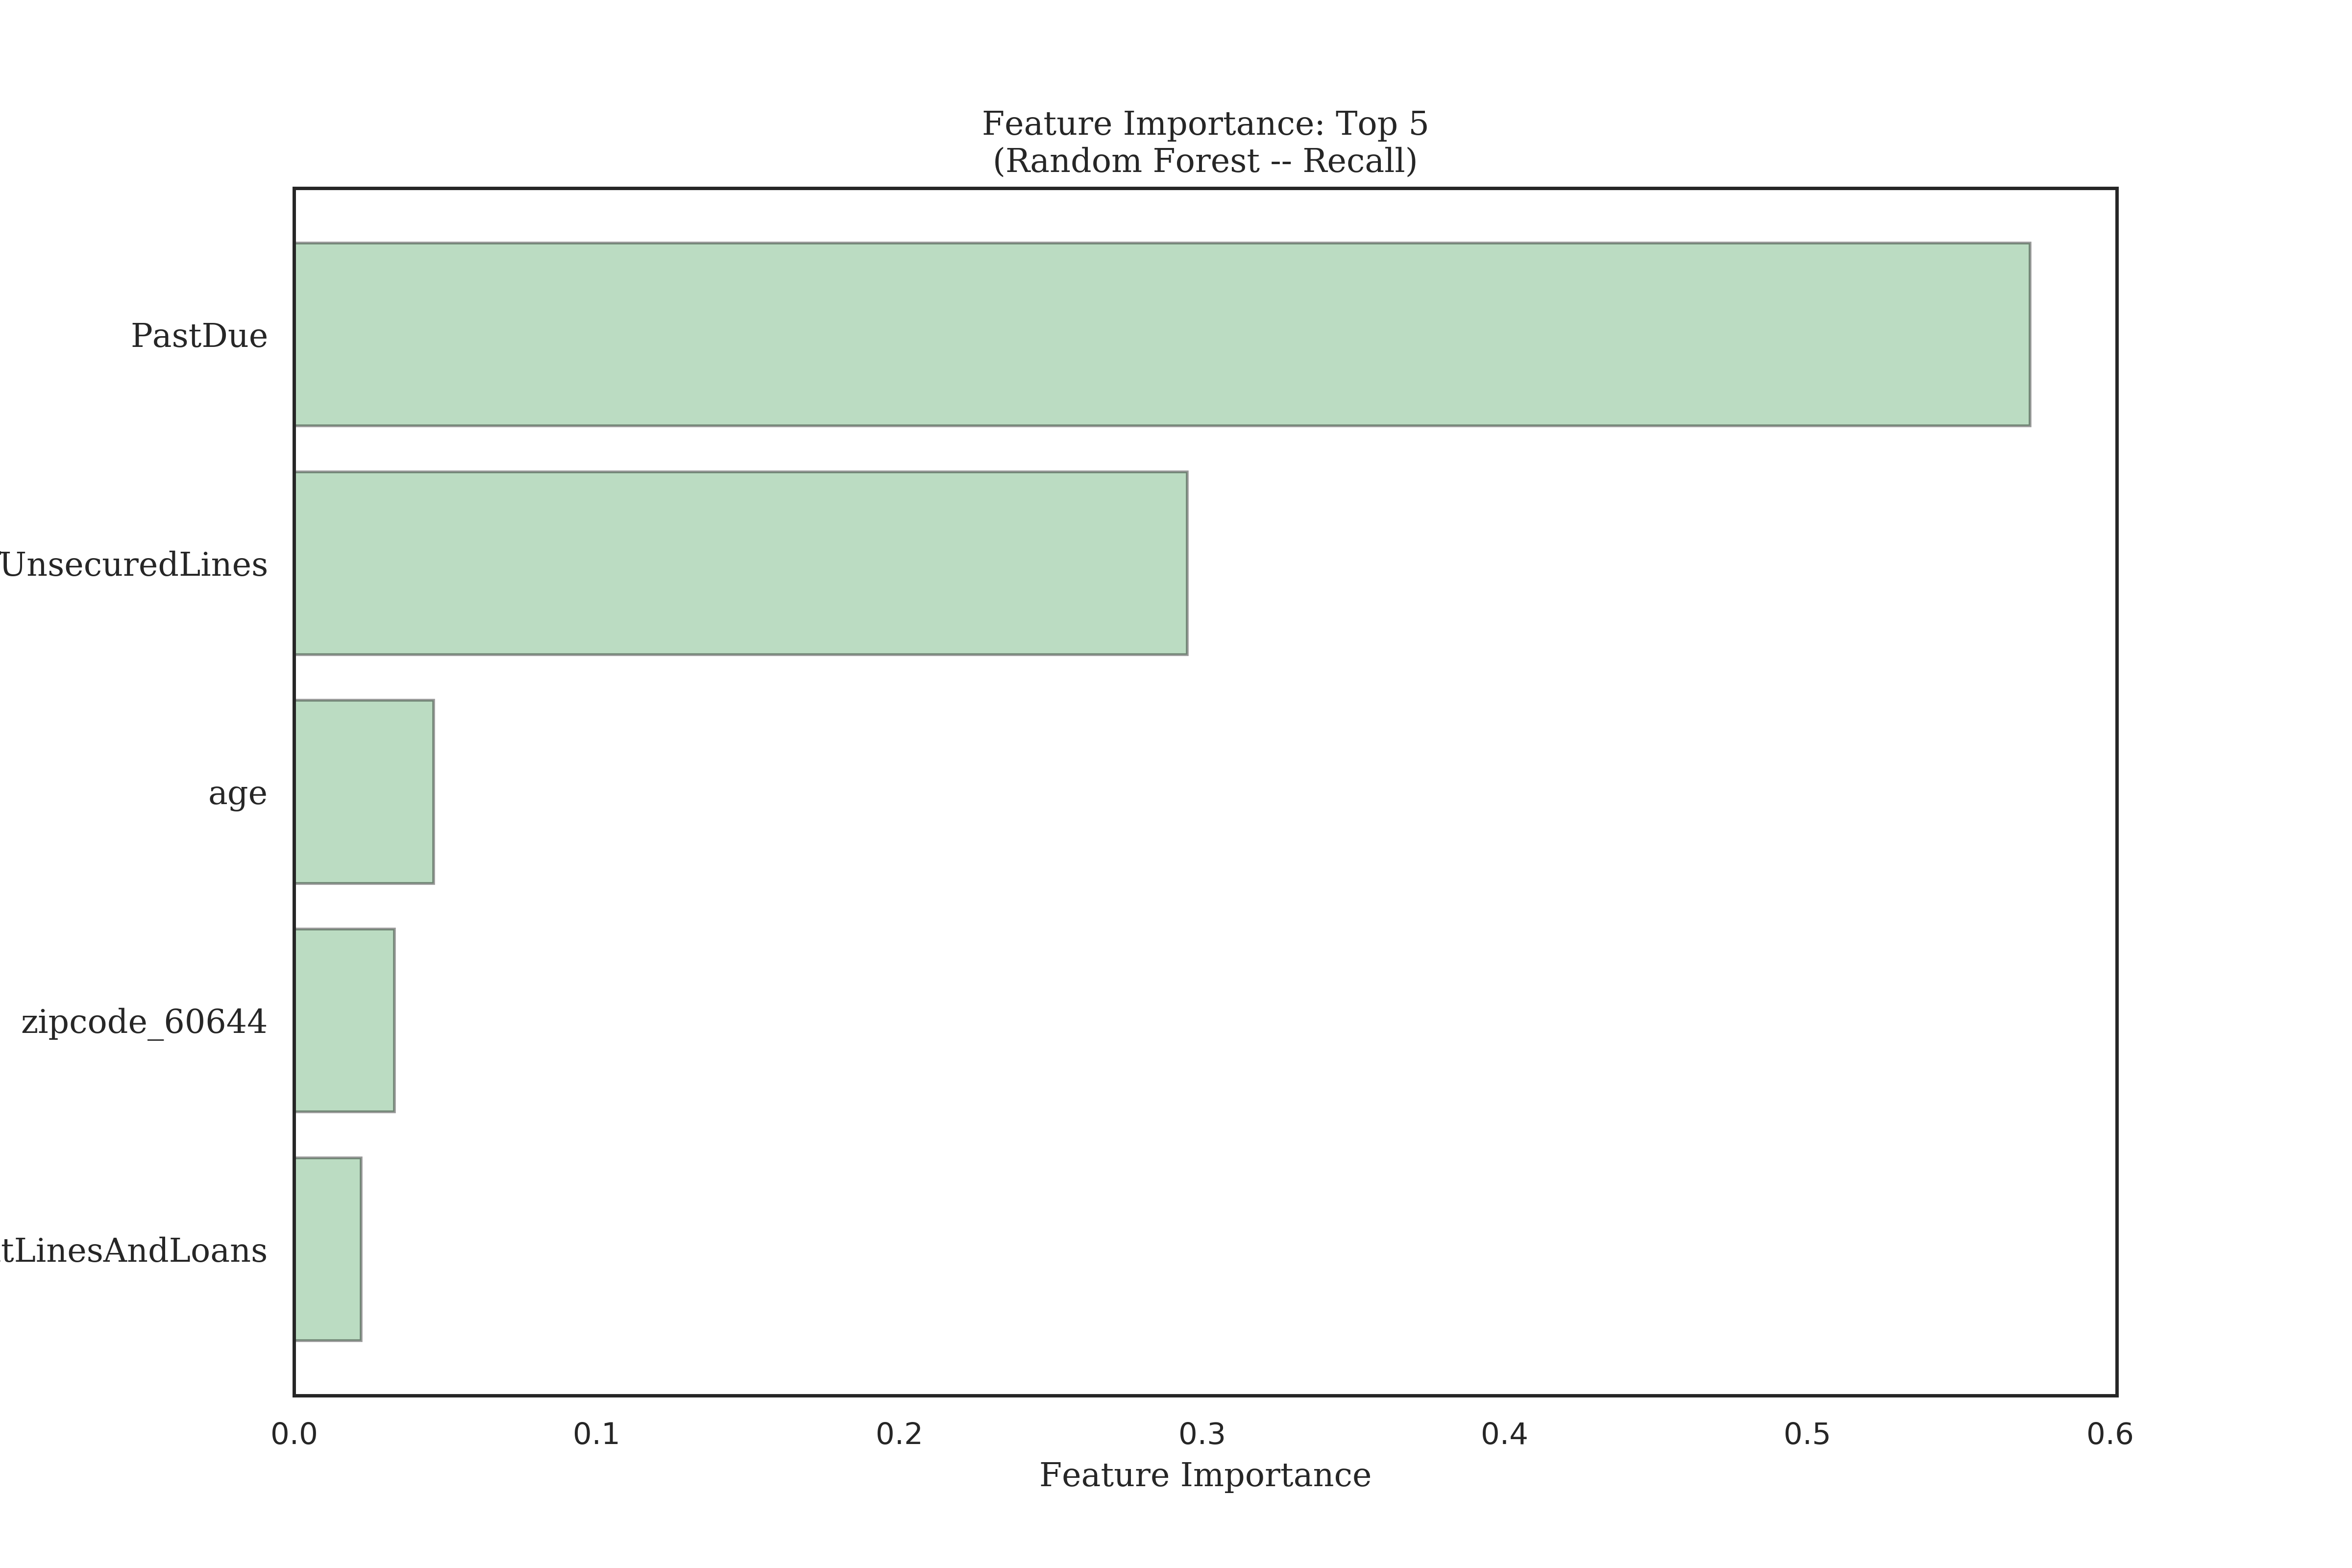 Feature Importance: Top 5
(Random Forest -- Recall)
PastDue
UnsecuredLines
age
zipcode_60644
tLinesAndLoans
0.0 0.1 0.2 0.3 0.4 0.5 0.6
Feature Importance